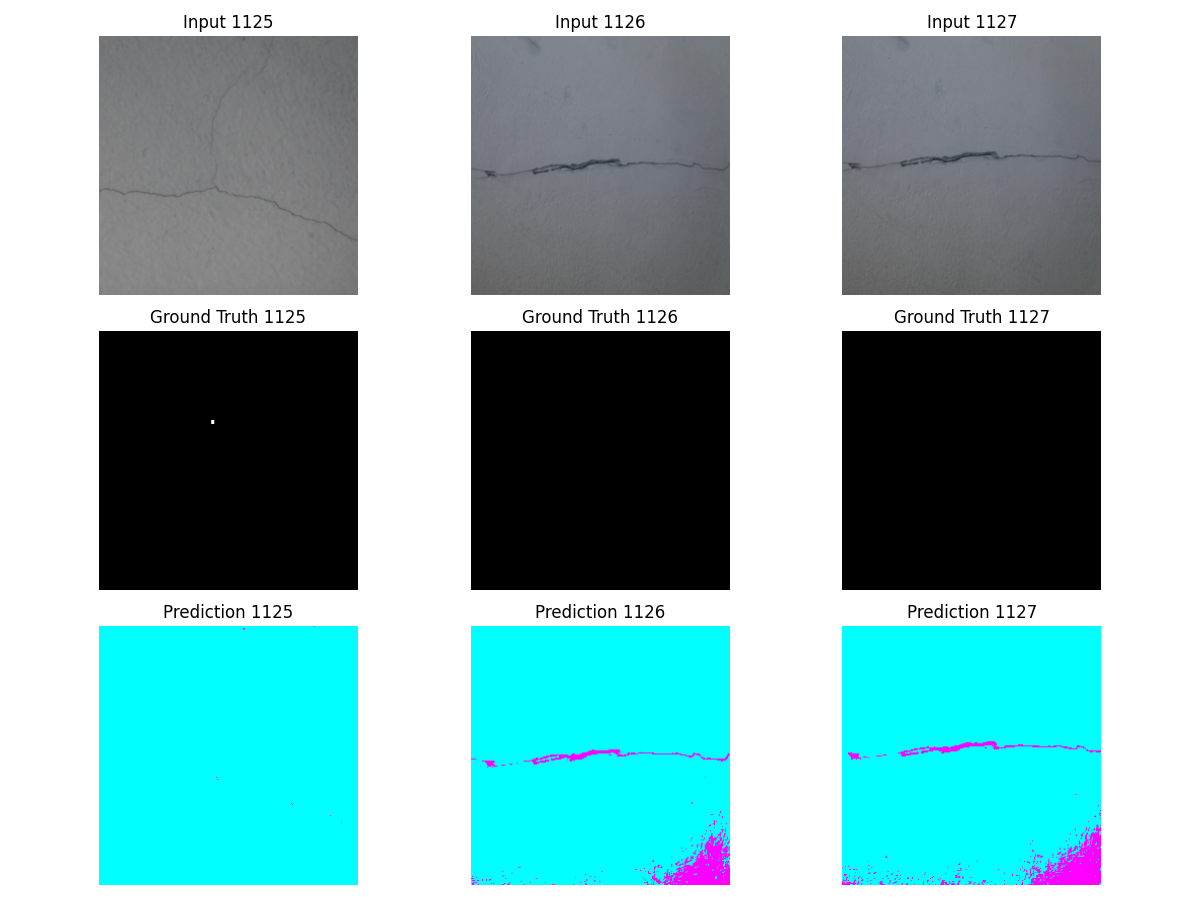 Input 1125
Input 1126
Input 1127
Ground Truth 1125
Ground Truth 1126
Ground Truth 1127
Prediction 1125
Prediction 1126
Prediction 1127